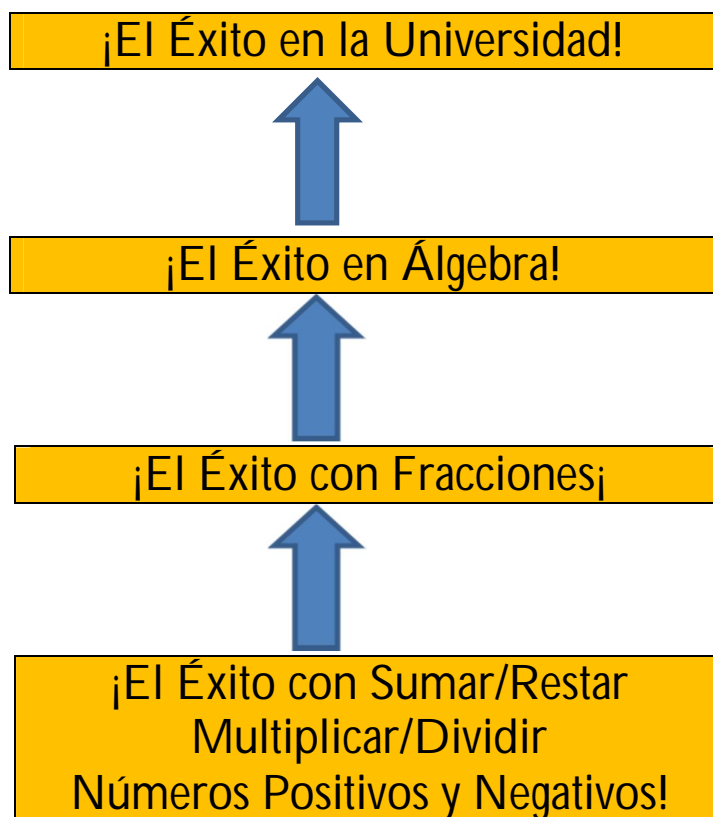 ¡El Éxito en la Universidad!
¡El Éxito en Álgebra!
¡El Éxito con Fracciones¡
¡El Éxito con Sumar/Restar
Multiplicar/Dividir
Números Positivos y Negativos!